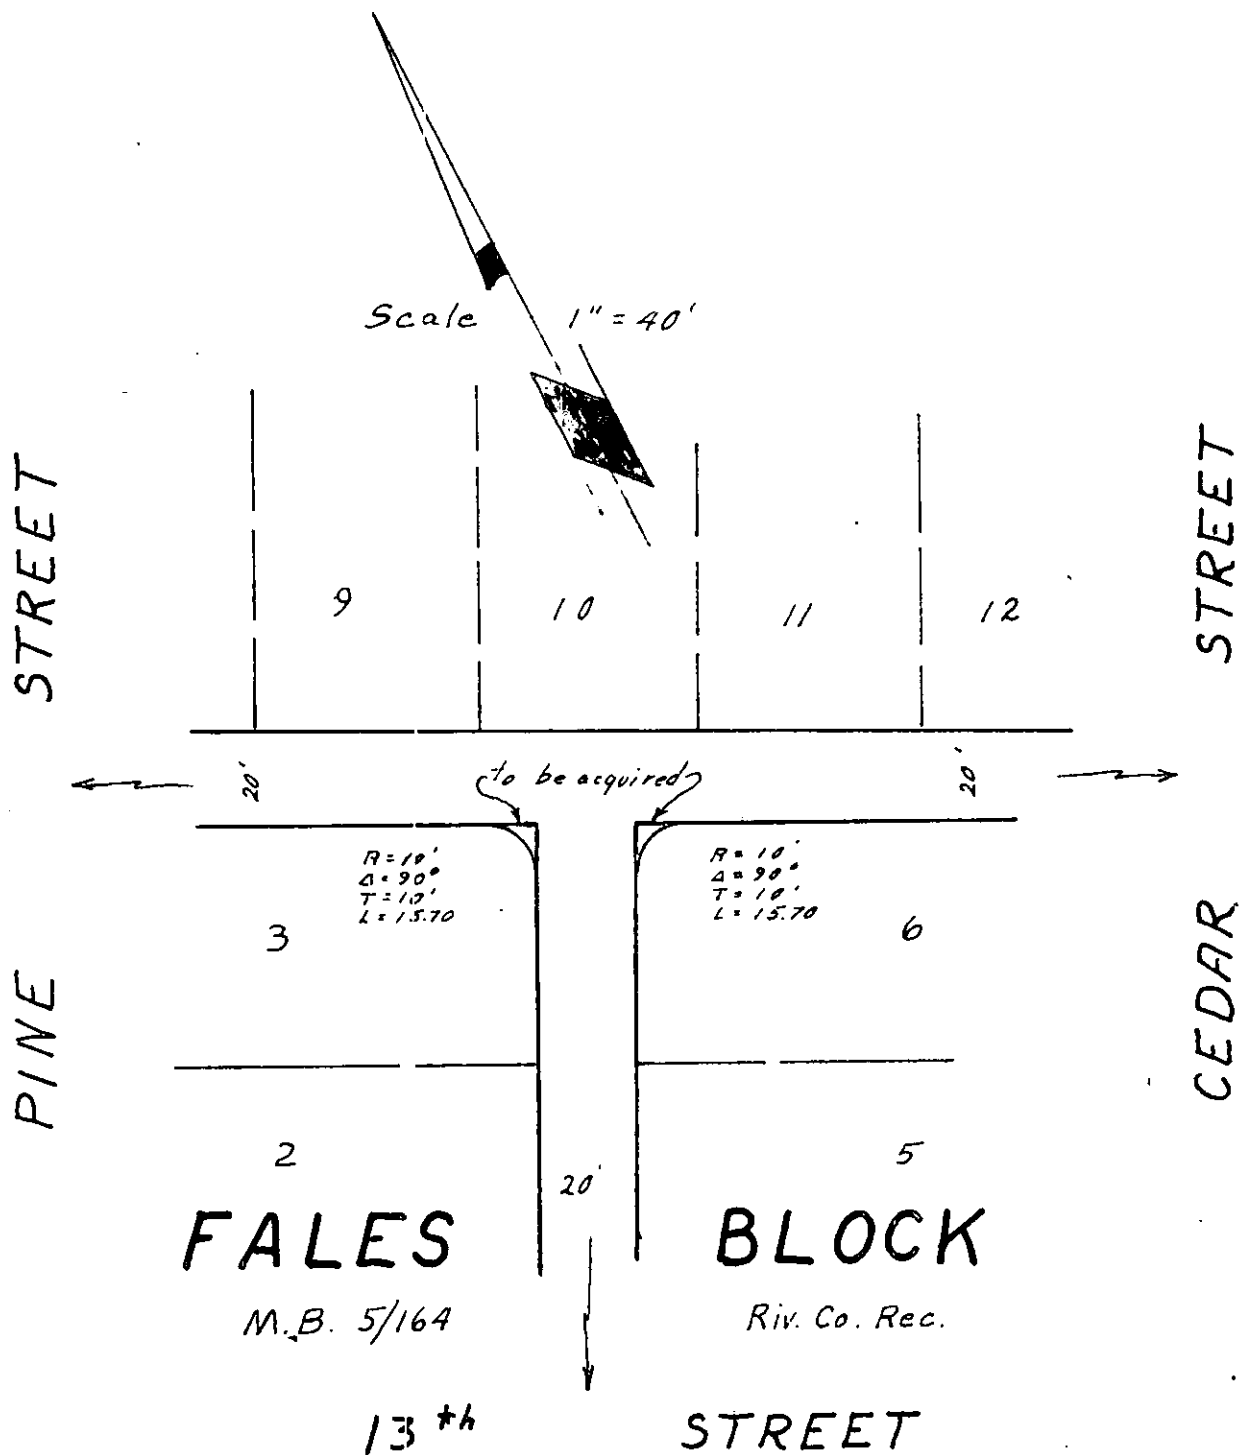 Scale 1" = 40'
STREET
STREET
9 10 11 12
20' to be acquired 20'
R = 10'
Δ = 90°
T = 10'
L = 15.70
R = 10'
Δ = 90°
T = 10'
L = 15.70
3 6
PINE
CEDAR
2 5
20'
FALES BLOCK
M.B. 5/164 Riv. Co. Rec.
13th STREET